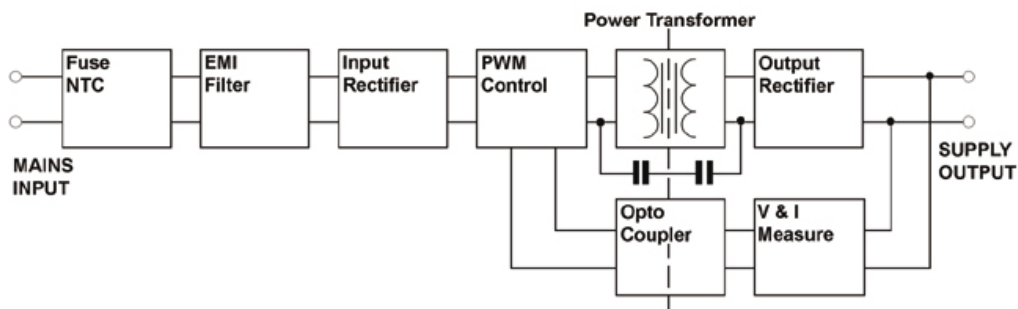 Power Transformer
Fuse
NTC
EMI
Filter
Input
Rectifier
PWM
Control
Output
Rectifier
MAINS
INPUT
SUPPLY
OUTPUT
Opto
Coupler
V & I
Measure